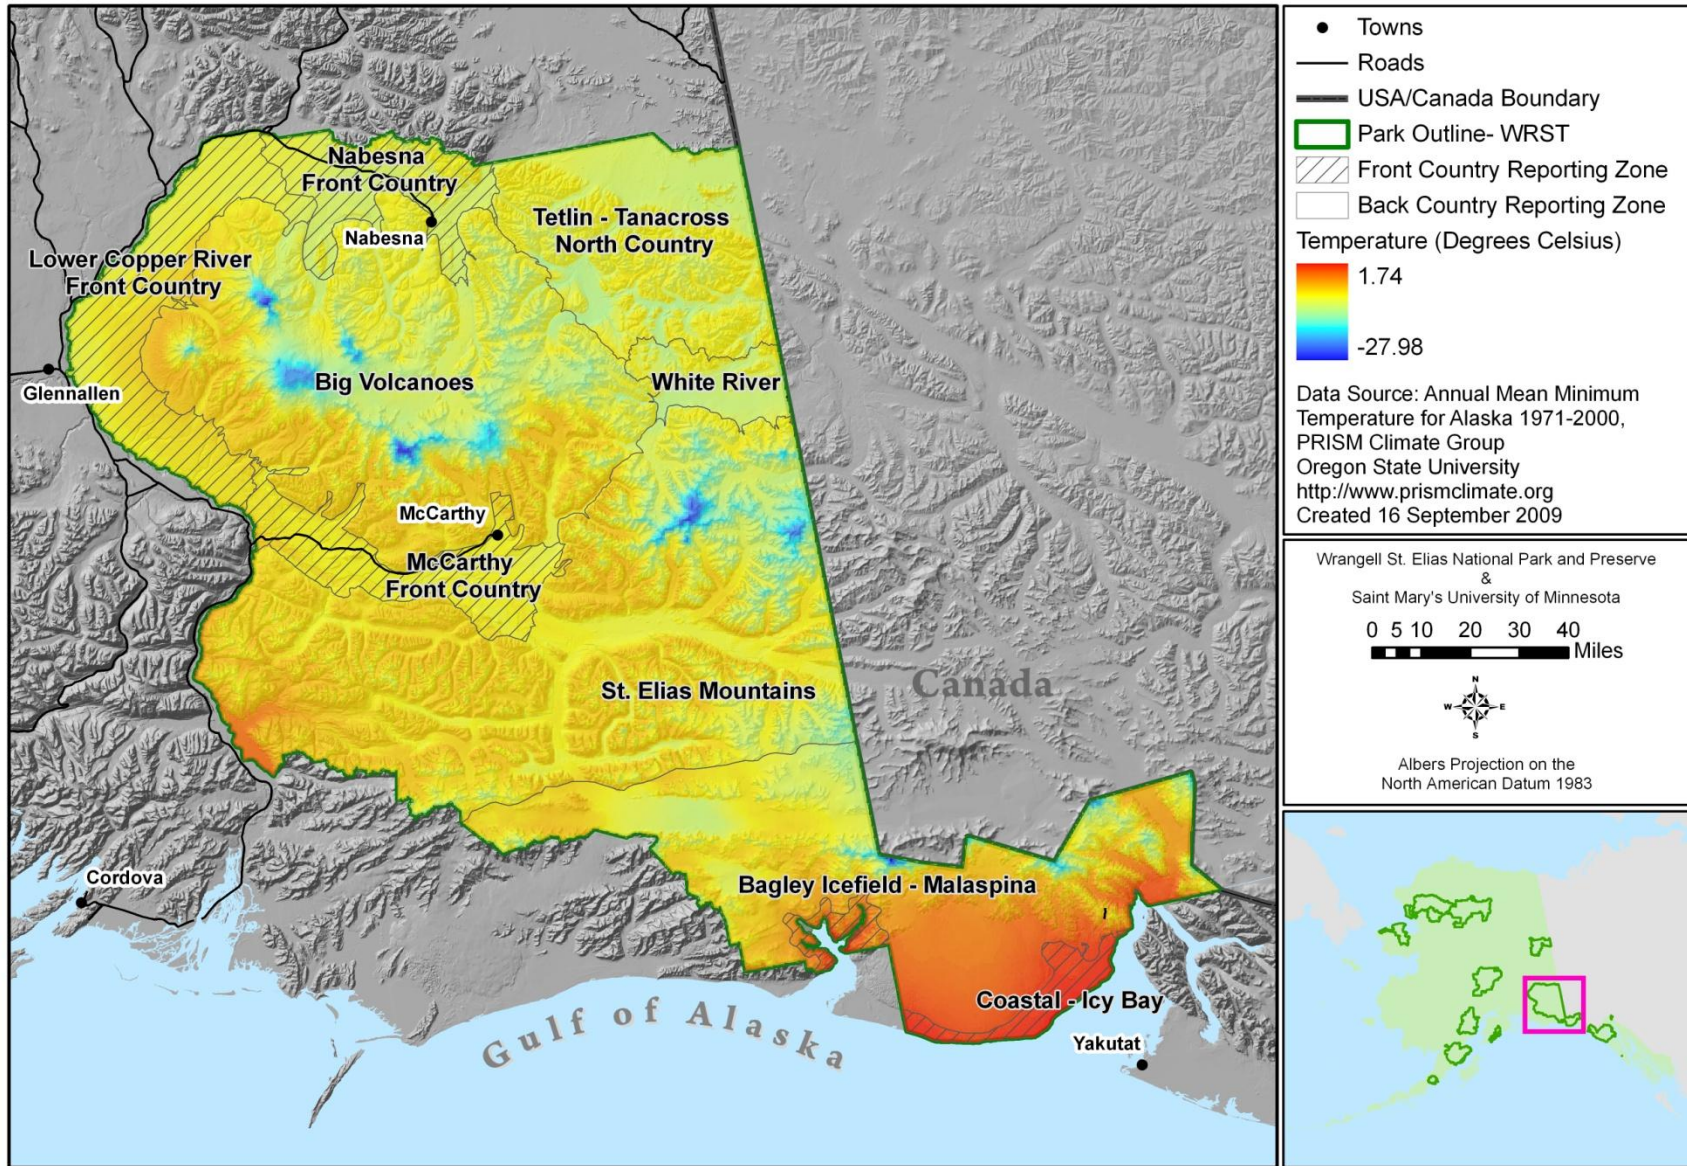 Nabesna
Front Country
Nabesna
Tetlin - Tanacross
North Country
Lower Copper River
Front Country
Glennallen
Big Volcanoes
White River
McCarthy
McCarthy
Front Country
St. Elias Mountains
Canada
Cordova
Bagley Icefield - Malaspina
Coastal - Icy Bay
Gulf of Alaska
Yakutat
Towns
Roads
USA/Canada Boundary
Park Outline- WRST
Front Country Reporting Zone
Back Country Reporting Zone
Temperature (Degrees Celsius)
1.74
-27.98
Data Source: Annual Mean Minimum
Temperature for Alaska 1971-2000,
PRISM Climate Group
Oregon State University
http://www.prismclimate.org
Created 16 September 2009
Wrangell St. Elias National Park and Preserve
&
Saint Mary's University of Minnesota
0 5 10 20 30 40
Miles
N
W E
S
Albers Projection on the
North American Datum 1983